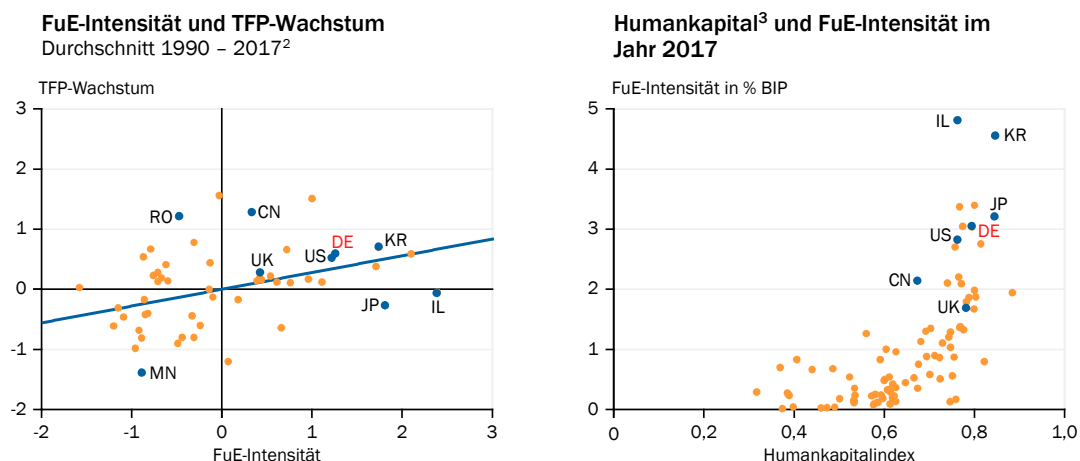 FuE-Intensität und TFP-Wachstum
Durchschnitt 1990 – 2017²
TFP-Wachstum
3
2
1
0
-1
-2
-2
-1
0
1
2
3
RO
CN
UK
US
DE
KR
JP
IL
MN
FuE-Intensität
Humankapital³ und FuE-Intensität im
Jahr 2017
FuE-Intensität in % BIP
5
4
3
2
1
0
0
0,2
0,4
0,6
0,8
1,0
IL
KR
JP
DE
US
CN
UK
Humankapitalindex